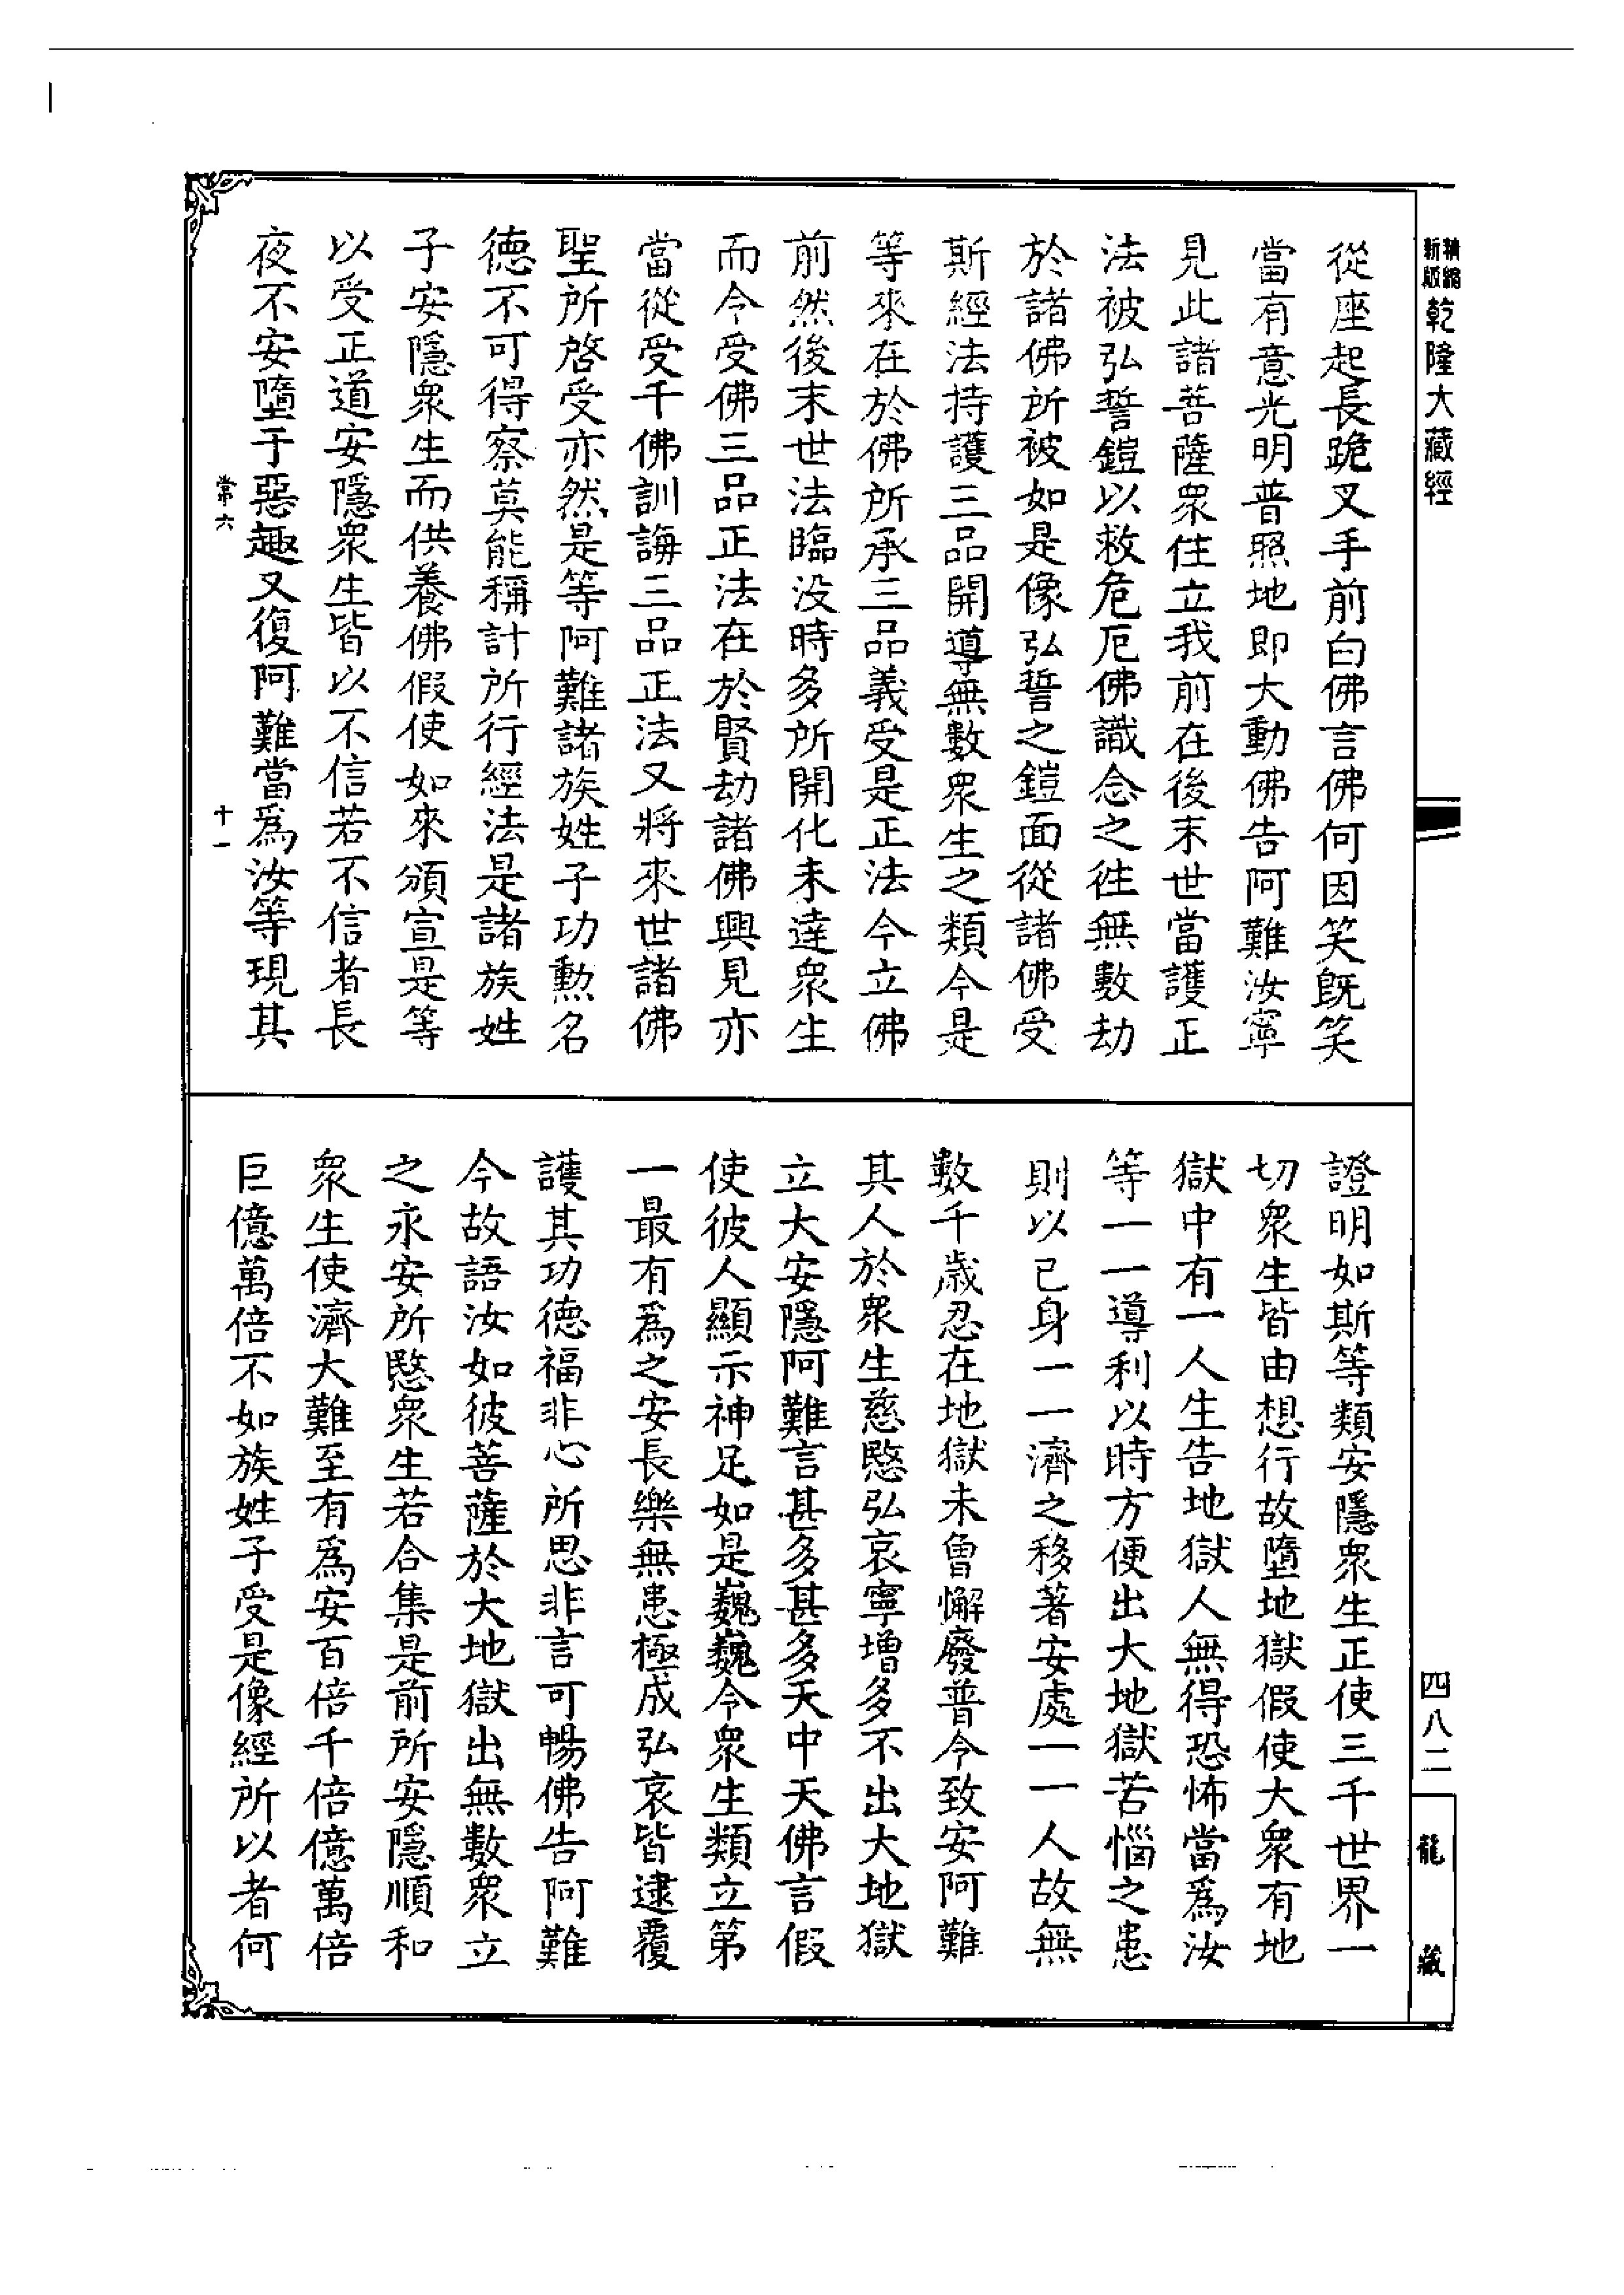 精縮
新版
乾隆大藏經
從座起長跪叉手前白佛言佛何因笑旣笑
當有意光明普照地即大動佛告阿難汝寧
見此諸菩薩衆住立我前在後末世當護正
法被弘誓鎧以救危厄佛識念之往無數劫
於諸佛所被如是像弘誓之鎧面從諸佛受
斯經法持護三品開導無數衆生之類今是
等來在於佛所承三品義受是正法今立佛
前然後末世法臨没時多所開化未達衆生
而今受佛三品正法在於賢劫諸佛興見亦
當從受千佛訓誨三品正法又將來世諸佛
聖所啓受亦然是等阿難諸族姓子功勲名
德不可得察莫能稱計所行經法是諸族姓
子安隱衆生而供養佛假使如來頒宣是等
以受正道安隱衆生皆以不信若不信者長
夜不安墮于惡趣又復阿難當爲汝等現其
常六
十一
證明如斯等類安隱衆生正使三千世界一
切衆生皆由想行故墮地獄假使大衆有地
獄中有一人生告地獄人無得恐怖當爲汝
等一一導利以時方便出大地獄苦惱之患
則以已身一一濟之移著安處一一人故無
數千歲忍在地獄未曾懈廢普令致安阿難
其人於衆生慈愍弘哀寧增多不出大地獄
立大安隱阿難言甚多甚多天中天佛言假
使彼人顯示神足如是巍巍令衆生類立第
一最有爲之安長樂無患極成弘哀皆逮覆
護其功德福非心所思非言可暢佛告阿難
今故語汝如彼菩薩於大地獄出無數衆立
之永安所愍衆生若合集是前所安隱順和
衆生使濟大難至有爲安百倍千倍億萬倍
巨億萬倍不如族姓子受是像經所以者何
四八二
龍藏